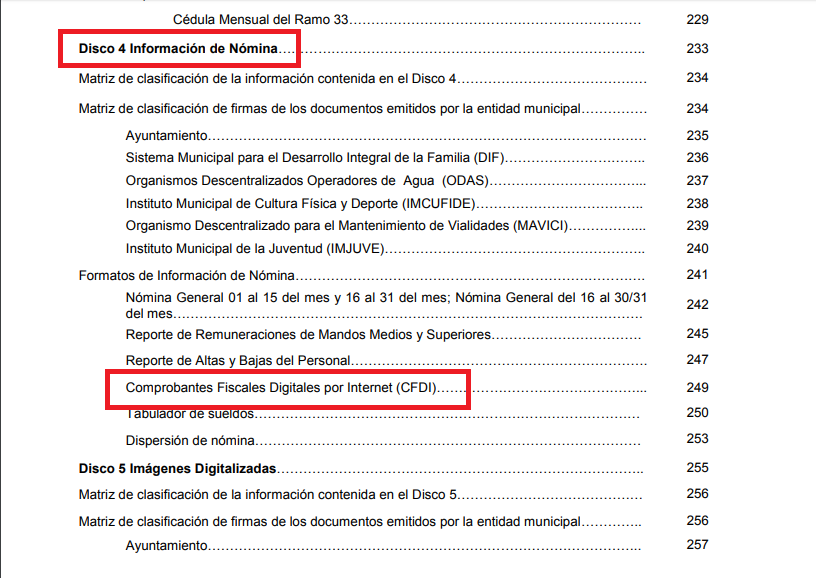 Cédula Mensual del Ramo 33…………………………………………………………… 229
Disco 4 Información de Nómina………………………………………………………………….. 233
Matriz de clasificación de la información contenida en el Disco 4…………………………… 234
Matriz de clasificación de firmas de los documentos emitidos por la entidad municipal…………… 234
Ayuntamiento……………………………………………………………………………… 235
Sistema Municipal para el Desarrollo Integral de la Familia (DIF)…………………….. 236
Organismos Descentralizados Operadores de Agua (ODAS)………………………... 237
Instituto Municipal de Cultura Física y Deporte (IMCUFIDE)………………………….. 238
Organismo Descentralizado para el Mantenimiento de Vialidades (MAVICI)………... 239
Instituto Municipal de la Juventud (IMJUVE)…………………………………………….. 240
Formatos de Información de Nómina……………………………………………………………… 241
Nómina General 01 al 15 del mes y 16 al 31 del mes; Nómina General del 16 al 30/31
del mes…………………………………………………………………………………… 242
Reporte de Remuneraciones de Mandos Medios y Superiores………………………… 245
Reporte de Altas y Bajas del Personal………………………………………………….. 247
Comprobantes Fiscales Digitales por Internet (CFDI)…………………………………... 249
Tabulador de sueldos…………………………………………………………………… 250
Dispersión de nómina…………………………………………………………………… 253
Disco 5 Imágenes Digitalizadas………………………………………………………………….. 255
Matriz de clasificación de la información contenida en el Disco 5…………………………… 256
Matriz de clasificación de firmas de los documentos emitidos por la entidad municipal………….. 256
Ayuntamiento…………………………………………………………………………….. 257